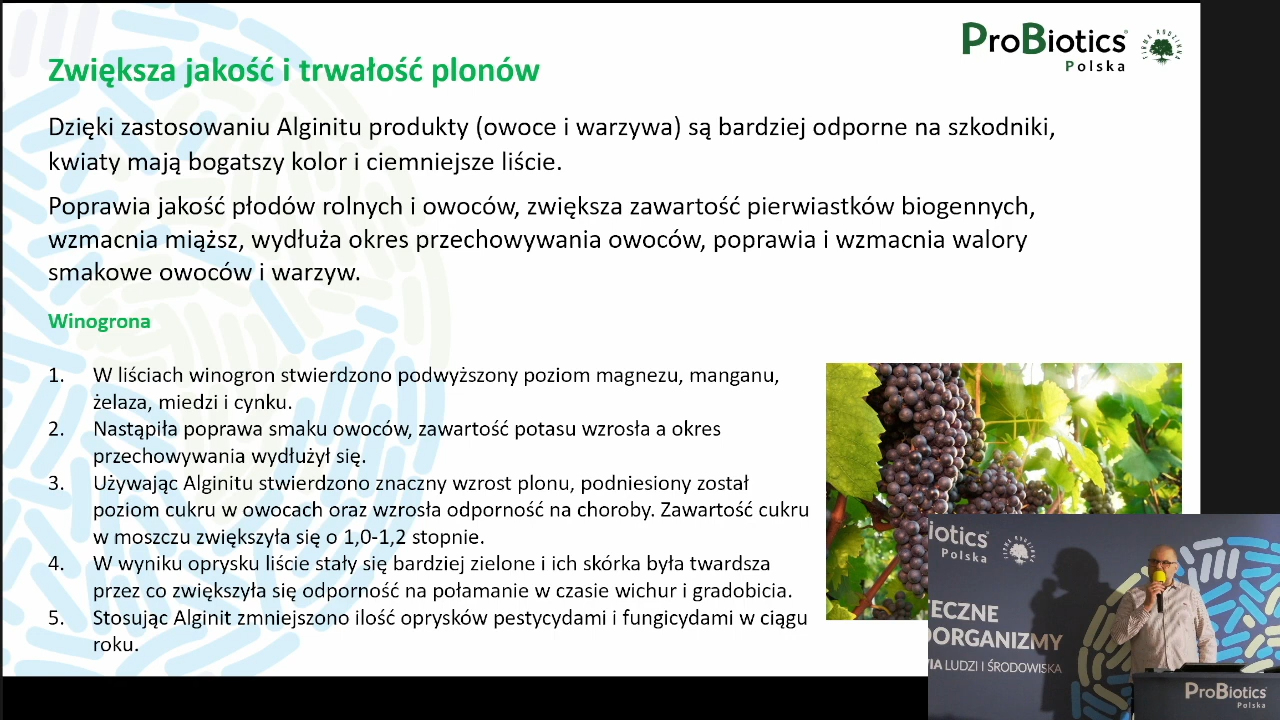 ProBiotics
Polska
Zwiększa jakość i trwałość plonów
Dzięki zastosowaniu Alginitu produkty (owoce i warzywa) są bardziej odporne na szkodniki,
kwiaty mają bogatszy kolor i ciemniejsze liście.
Poprawia jakość płodów rolnych i owoców, zwiększa zawartość pierwiastków biogennych,
wzmacnia miąższ, wydłuża okres przechowywania owoców, poprawia i wzmacnia walory
smakowe owoców i warzyw.
Winogrona
1. W liściach winogron stwierdzono podwyższony poziom magnezu, manganu,
żelaza, miedzi i cynku.
2. Nastąpiła poprawa smaku owoców, zawartość potasu wzrosła a okres
przechowywania wydłużył się.
3. Używając Alginitu stwierdzono znaczny wzrost plonu, podniesiony został
poziom cukru w owocach oraz wzrosła odporność na choroby. Zawartość cukru
w moszczu zwiększyła się o 1,0-1,2 stopnie.
4. W wyniku oprysku liście stały się bardziej zielone i ich skórka była twardsza
przez co zwiększyła się odporność na połamanie w czasie wichur i gradobicia.
5. Stosując Alginit zmniejszono ilość oprysków pestycydami i fungicydami w ciągu
roku.
iotics
Polska
TECZNE
OORGANIZMY
WIA LUDZI I ŚRODOWISKA
ProBiotics
Polska